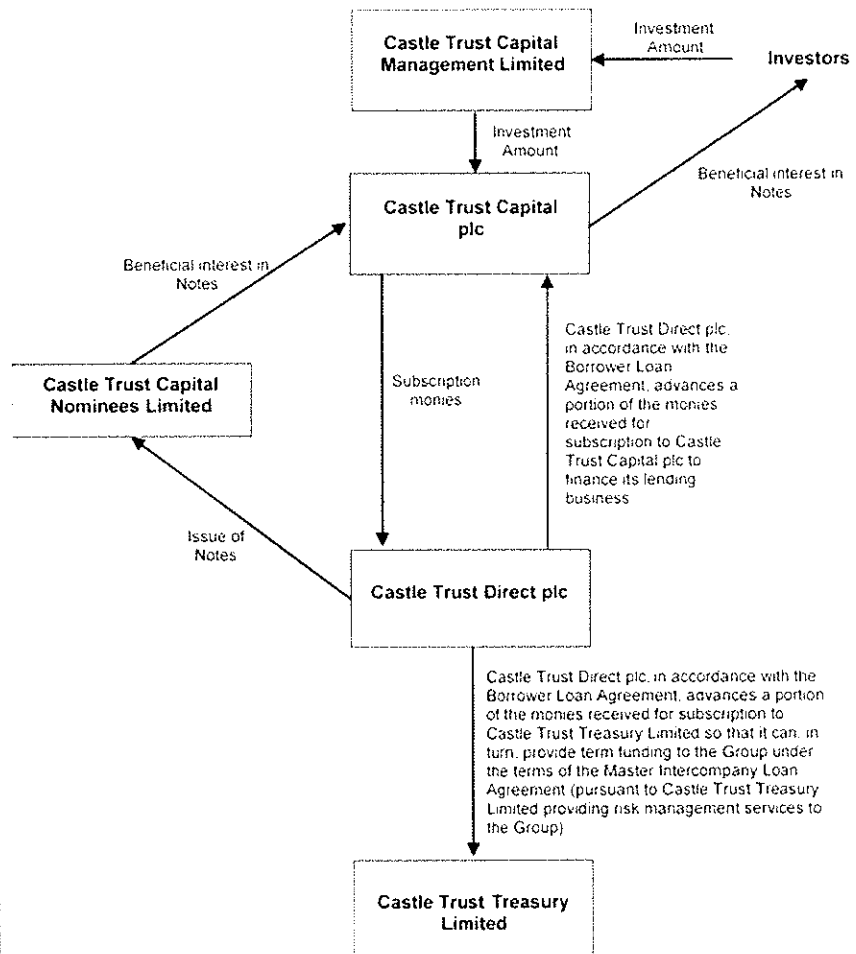 Castle Trust Capital
Management Limited
Investment
Amount
Investors
Investment
Amount
Beneficial interest in
Notes
Castle Trust Capital
plc
Beneficial interest in
Notes
Castle Trust Capital
Nominees Limited
Subscription
monies
Castle Trust Direct plc,
in accordance with the
Borrower Loan
Agreement, advances a
portion of the monies
received for
subscription to Castle
Trust Capital plc to
finance its lending
business
Issue of
Notes
Castle Trust Direct plc
Castle Trust Direct plc, in accordance with the
Borrower Loan Agreement, advances a portion
of the monies received for subscription to
Castle Trust Treasury Limited so that it can, in
turn, provide term funding to the Group under
the terms of the Master Intercompany Loan
Agreement (pursuant to Castle Trust Treasury
Limited providing risk management services to
the Group)
Castle Trust Treasury
Limited